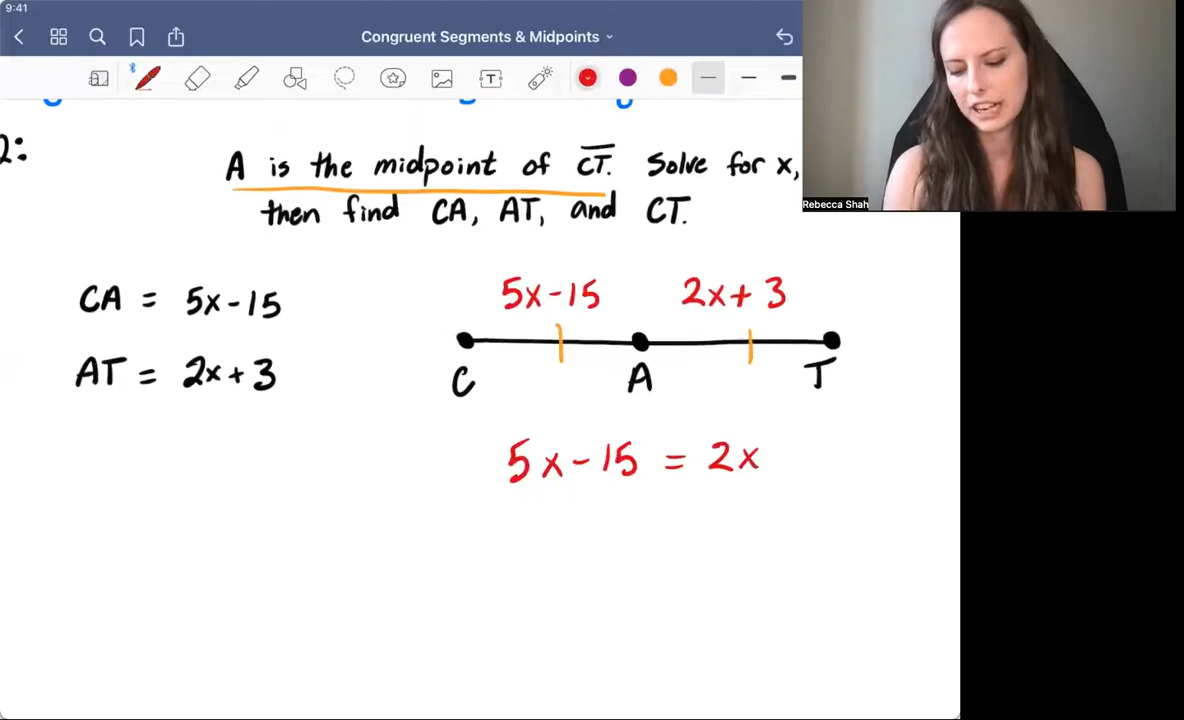 9:41
Congruent Segments & Midpoints
T
2:
A is the midpoint of CT. Solve for x,
then find CA, AT, and CT.
Rebecca Shah
CA = 5x-15
5x-15 2x+3
AT = 2x+3
C A T
5x-15 = 2x